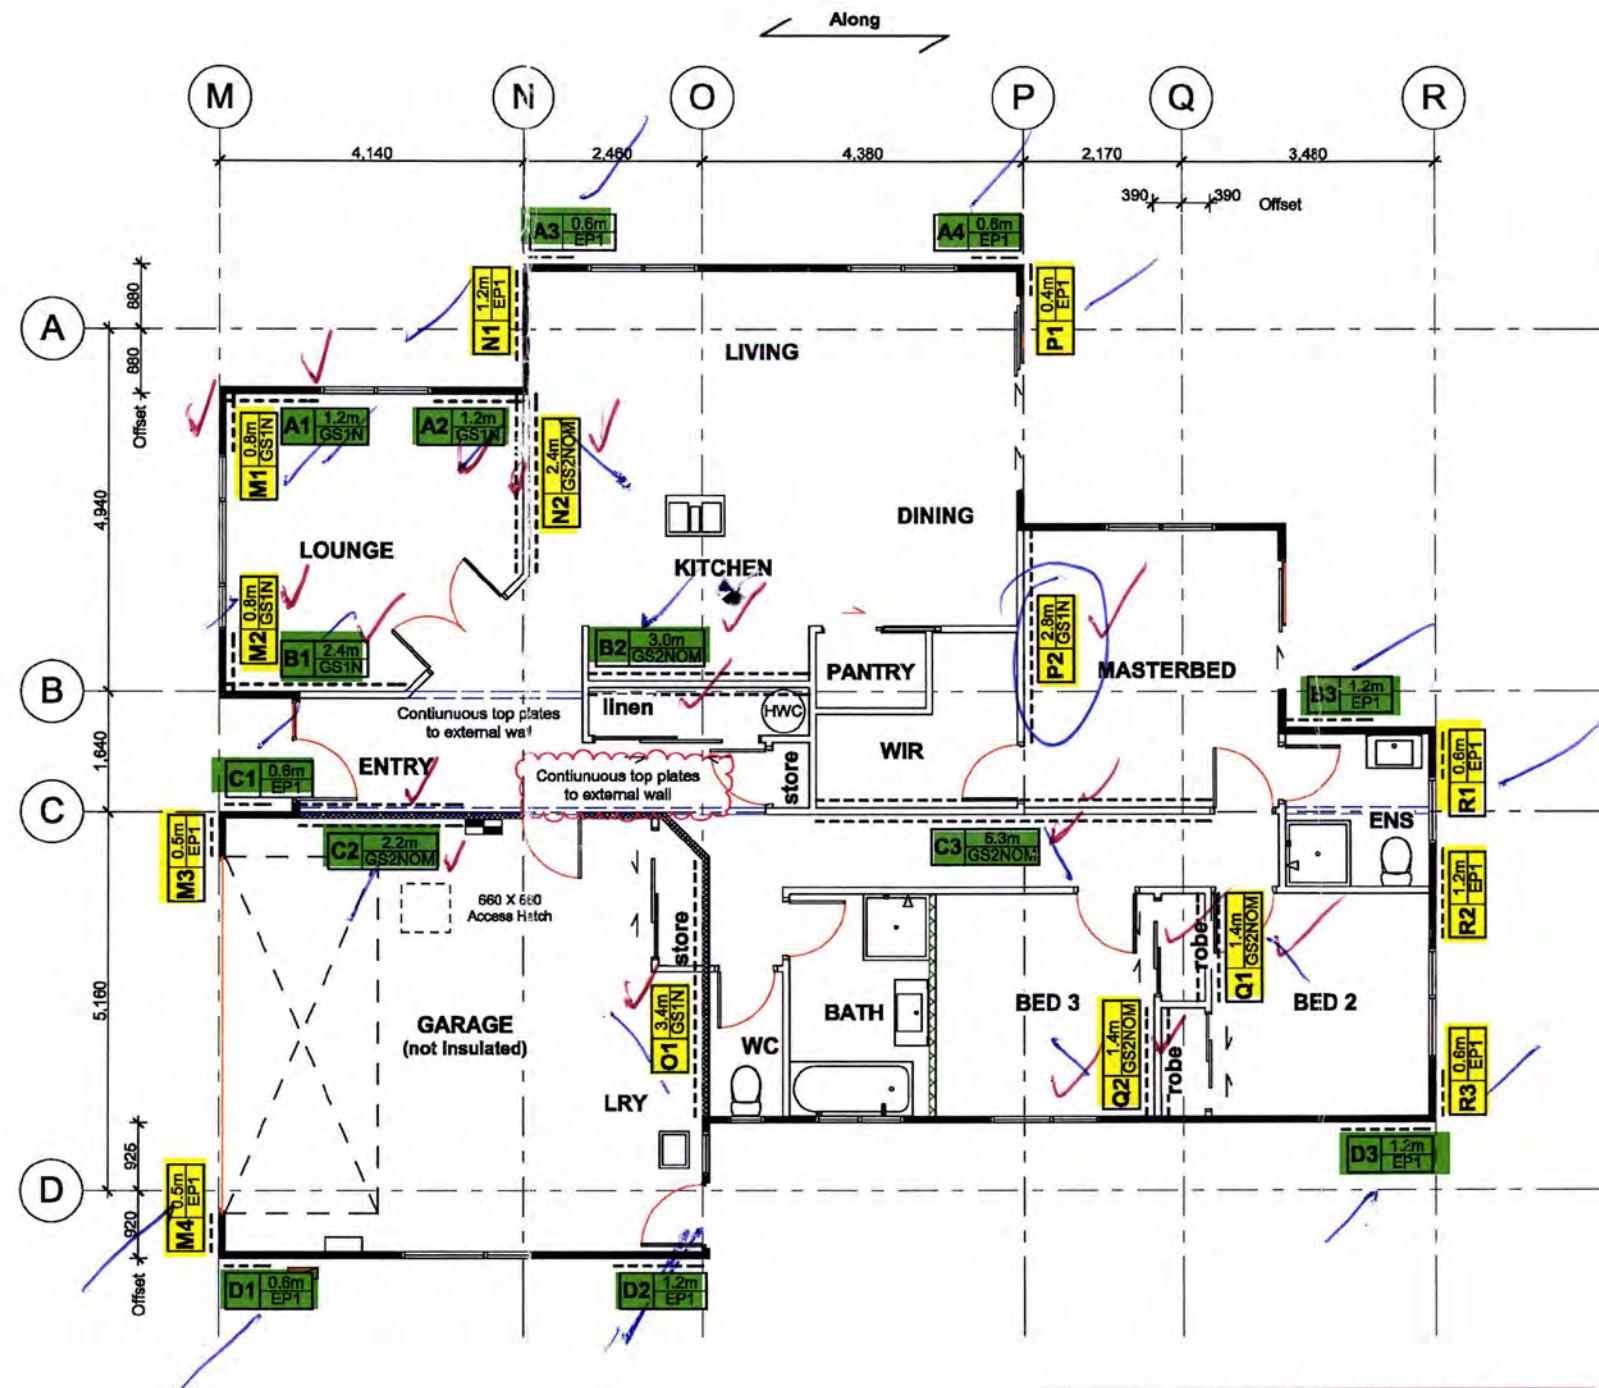 Along
M N O P Q R
4,140 2,460 4,380 2,170 3,480
390 390 Offset
A3 0.6m EP1
A4 0.6m EP1
880
N1 1.2m EP1
P1 0.4m EP1
A
LIVING
880
Offset
A1 1.2m GS1N
A2 1.2m GS1N
M1 0.8m GS1N
N2 2.4m GS2NOM
4,940
DINING
LOUNGE
KITCHEN
M2 0.8m GS1N
B1 2.4m GS1N
B2 3.0m GS2NOM
P2 2.8m GS1N
PANTRY
MASTERBED
B
linen
HWC
B3 1.2m EP1
Contiunuous top plates
to external wall
1,640
WIR
ENTRY
store
C1 0.6m EP1
Contiunuous top plates
to external wall
R1 0.6m EP1
C
M3 0.5m EP1
C2 2.2m GS2NOM
C3 GS2NOM
ENS
660 X 660
Access Hatch
store
robe
Q1 1.4m GS2NOM
R2 1.2m EP1
5,160
GARAGE
(not insulated)
O1 3.4m GS1N
BATH
BED 3
BED 2
WC
Q2 1.4m GS2NOM
robe
R3 0.6m EP1
LRY
925
D3 1.2m EP1
D
M4 0.5m EP1
920
Offset
D1 0.6m EP1
D2 1.2m EP1